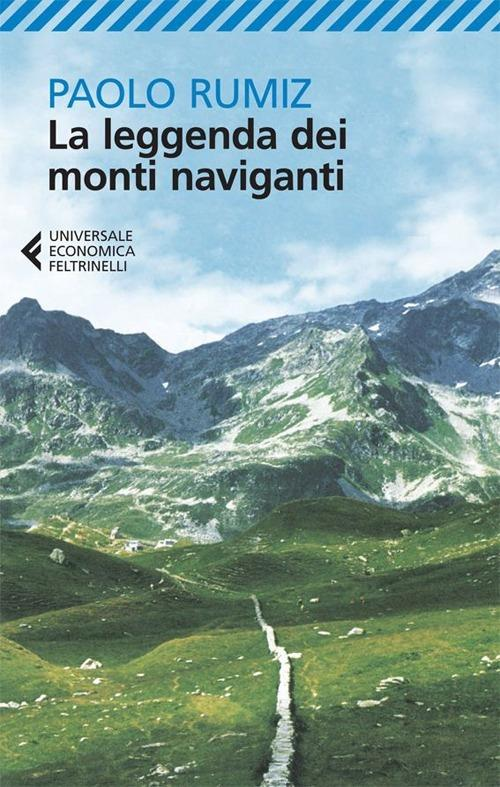 PAOLO RUMIZ
La leggenda dei
monti naviganti
UNIVERSALE
ECONOMICA
FELTRINELLI